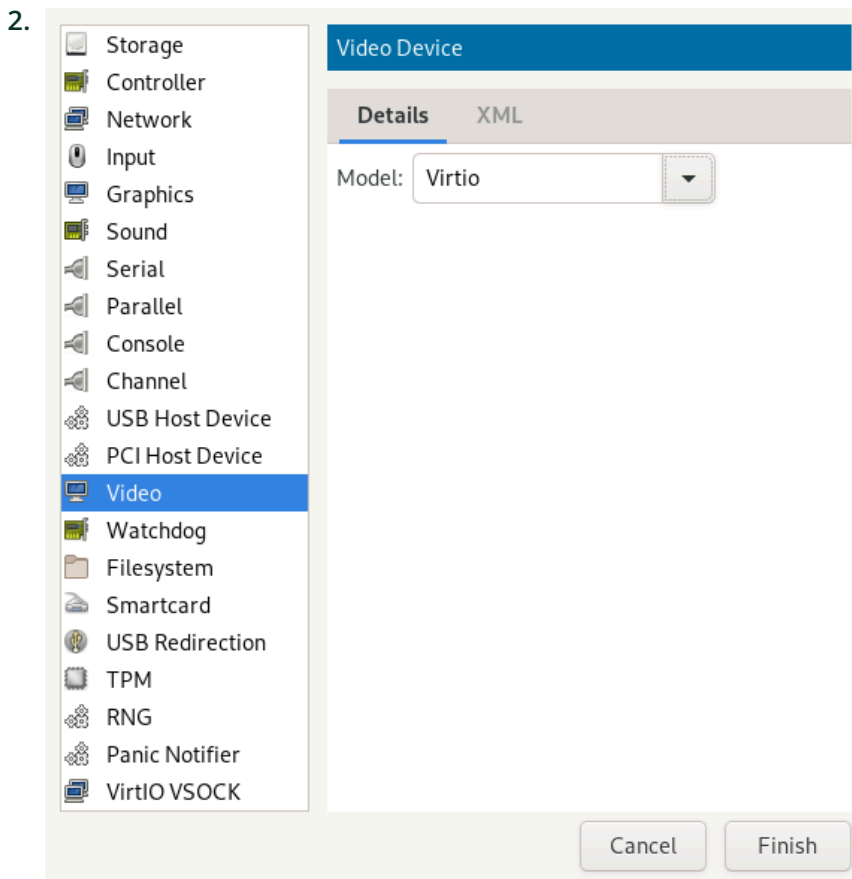 2.
Storage
Controller
Network
Input
Graphics
Sound
Serial
Parallel
Console
Channel
USB Host Device
PCI Host Device
Video
Watchdog
Filesystem
Smartcard
USB Redirection
TPM
RNG
Panic Notifier
VirtIO VSOCK
Video Device
Details XML
Model: Virtio
Cancel Finish